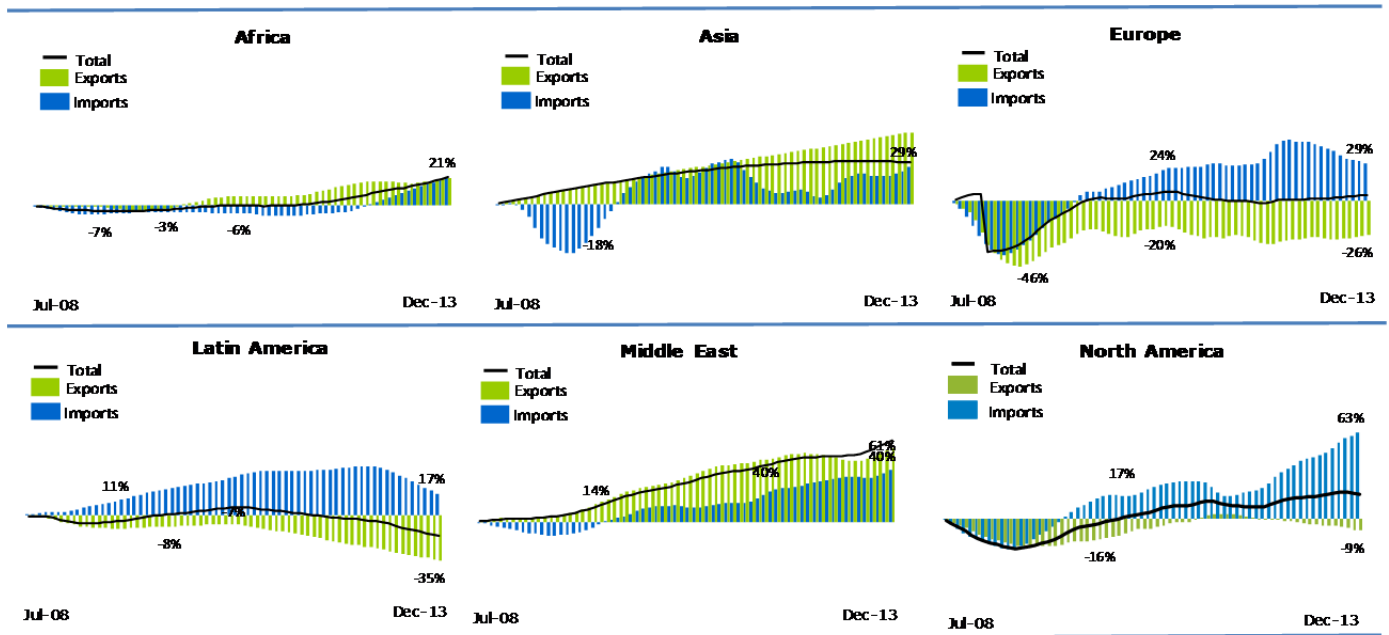 Africa
Total
Exports
Imports
21%
-7%
-3%
-6%
Jul-08
Dec-13
Asia
Total
Exports
Imports
29%
-18%
Jul-08
Dec-13
Europe
Total
Exports
Imports
24%
29%
-46%
-20%
-26%
Jul-08
Dec-13
Latin America
Total
Exports
Imports
11%
17%
-7%
-8%
-35%
Jul-08
Dec-13
Middle East
Total
Exports
Imports
14%
40%
61%
40%
Jul-08
Dec-13
North America
Total
Exports
Imports
17%
63%
-16%
-9%
Jul-08
Dec-13